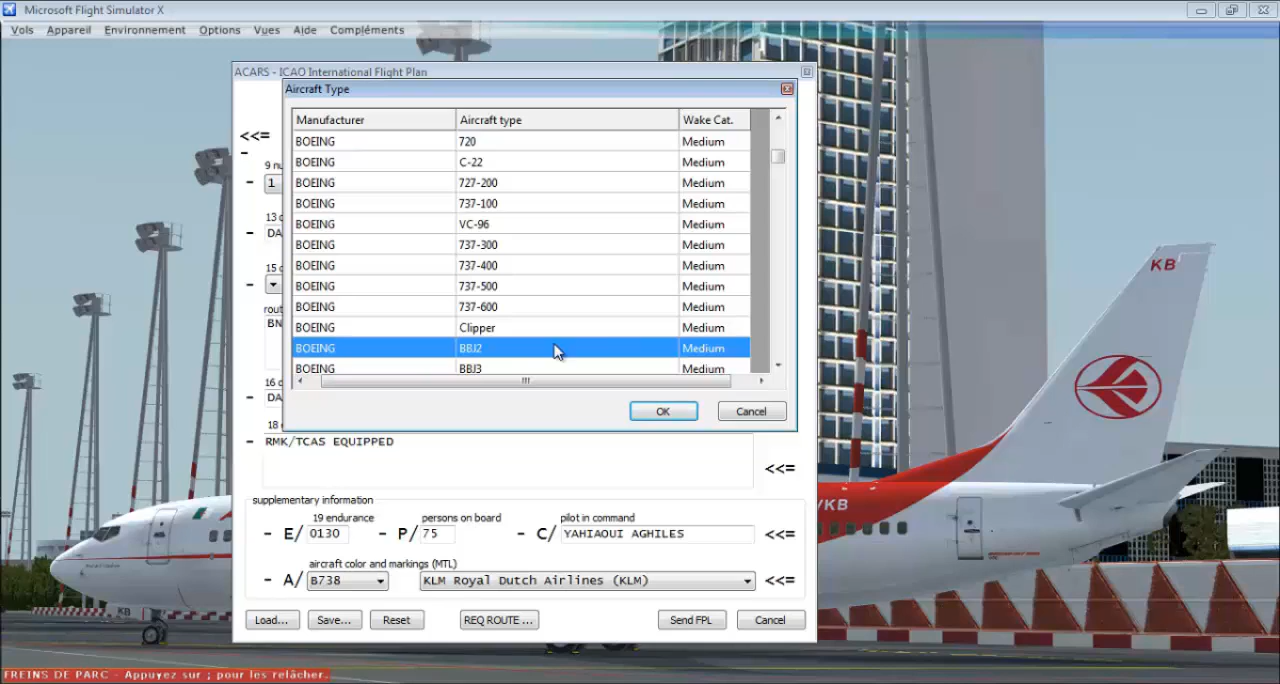 Microsoft Flight Simulator X
Vols Appareil Environnement Options Vues Aide Compléments
ACARS - ICAO International Flight Plan
Aircraft Type
Manufacturer Aircraft type Wake Cat.
BOEING 720 Medium
BOEING C-22 Medium
BOEING 727-200 Medium
BOEING 737-100 Medium
BOEING VC-96 Medium
BOEING 737-300 Medium
BOEING 737-400 Medium
BOEING 737-500 Medium
BOEING 737-600 Medium
BOEING Clipper Medium
BOEING BBJ2 Medium
BOEING BBJ3 Medium
OK Cancel
<<=
-
9 nu
- 1
13 d
- DA
15 c
-
rout
BN
16 d
- DA
18 o
- RMK/TCAS EQUIPPED
<<=
supplementary information
19 endurance persons on board pilot in command
- E/ 0130 - P/ 75 - C/ YAHIAOUI AGHILES <<=
aircraft color and markings (MTL)
- A/ B738 KLM Royal Dutch Airlines (KLM) <<=
Load... Save... Reset REQ ROUTE ... Send FPL Cancel
KB
VKB
KB
FREINS DE PARC - Appuyez sur ; pour les relâcher.